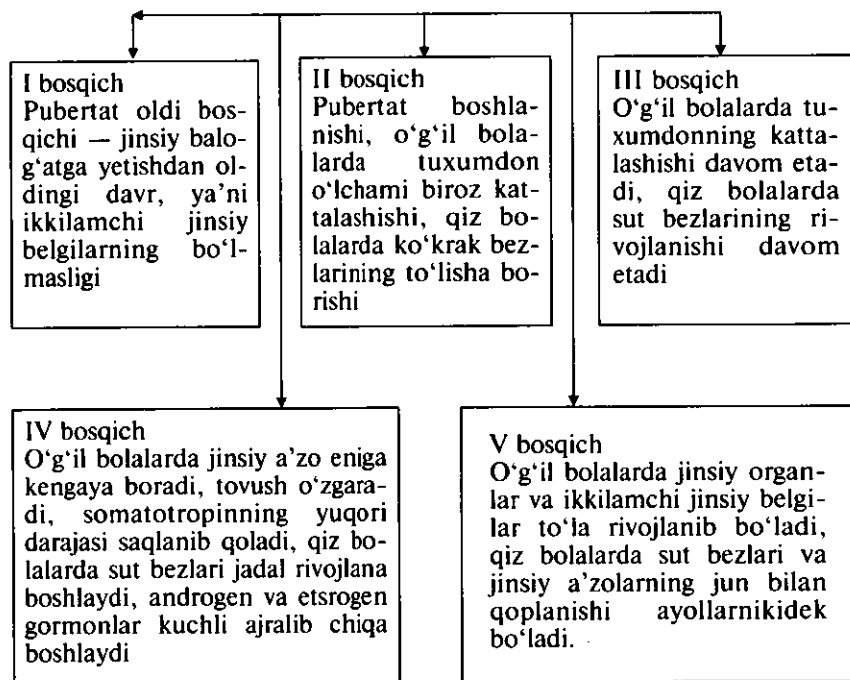 I bosqich
Pubertat oldi bos-
qichi — jinsiy balo-
g‘atga yetishdan ol-
dingi davr, ya’ni
ikkilamchi jinsiy
belgilarning bo‘l-
masligi
II bosqich
Pubertat boshla-
nishi, o‘g‘il bola-
larda tuxumdon
o‘lchami biroz kat-
talashishi, qiz bo-
lalarda ko‘krak bez-
larining to‘lisha bo-
rishi
III bosqich
O‘g‘il bolalarda tu-
xumdonning katta-
lashishi davom eta-
di, qiz bolalarda
sut bezlarining ri-
vojlanishi davom
etadi
IV bosqich
O‘g‘il bolalarda jinsiy a’zo eniga
kengaya boradi, tovush o‘zgara-
di, somatotropinning yuqori
darajasi saqlanib qoladi, qiz bo-
lalarda sut bezlari jadal rivojlana
boshlaydi, androgen va etsrogen
gormonlar kuchli ajralib chiqa
boshlaydi
V bosqich
O‘g‘il bolalarda jinsiy organ-
lar va ikkilamchi jinsiy belgi-
lar to‘la rivojlanib bo‘ladi,
qiz bolalarda sut bezlari va
jinsiy a’zolarning jun bilan
qoplanishi ayollarnikidek
bo‘ladi.